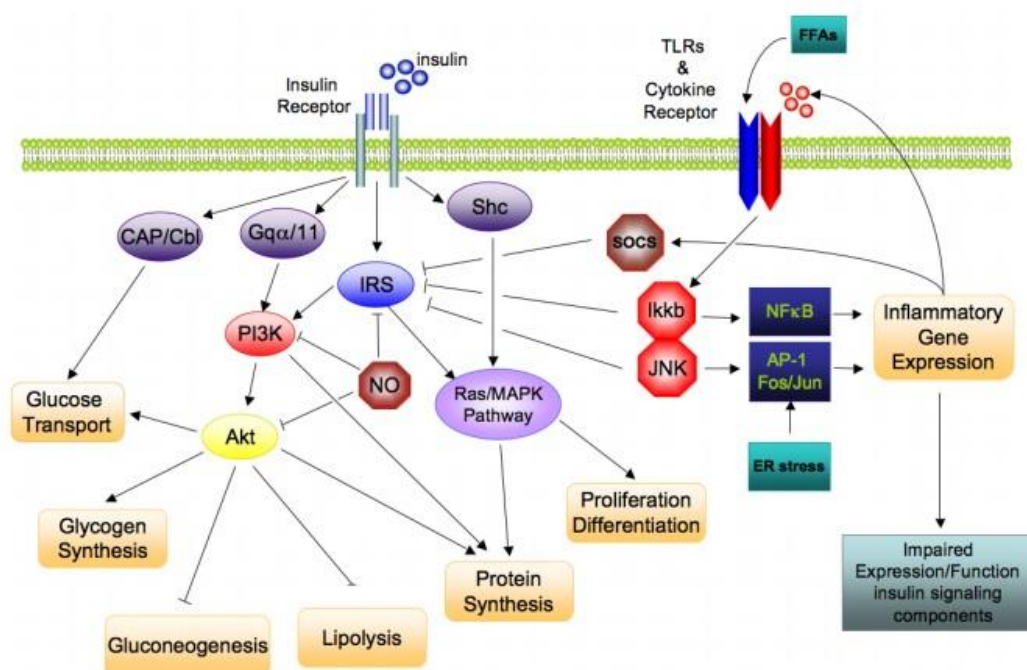 insulin
Insulin
Receptor
TLRs
&
Cytokine
Receptor
FFAs
CAP/Cbl
Gqα/11
Shc
IRS
SOCS
PI3K
NO
Ikkb
JNK
NFκB
AP-1
Fos/Jun
Inflammatory
Gene
Expression
Glucose
Transport
Akt
Ras/MAPK
Pathway
ER stress
Glycogen
Synthesis
Proliferation
Differentiation
Protein
Synthesis
Gluconeogenesis
Lipolysis
Impaired
Expression/Function
insulin signaling
components